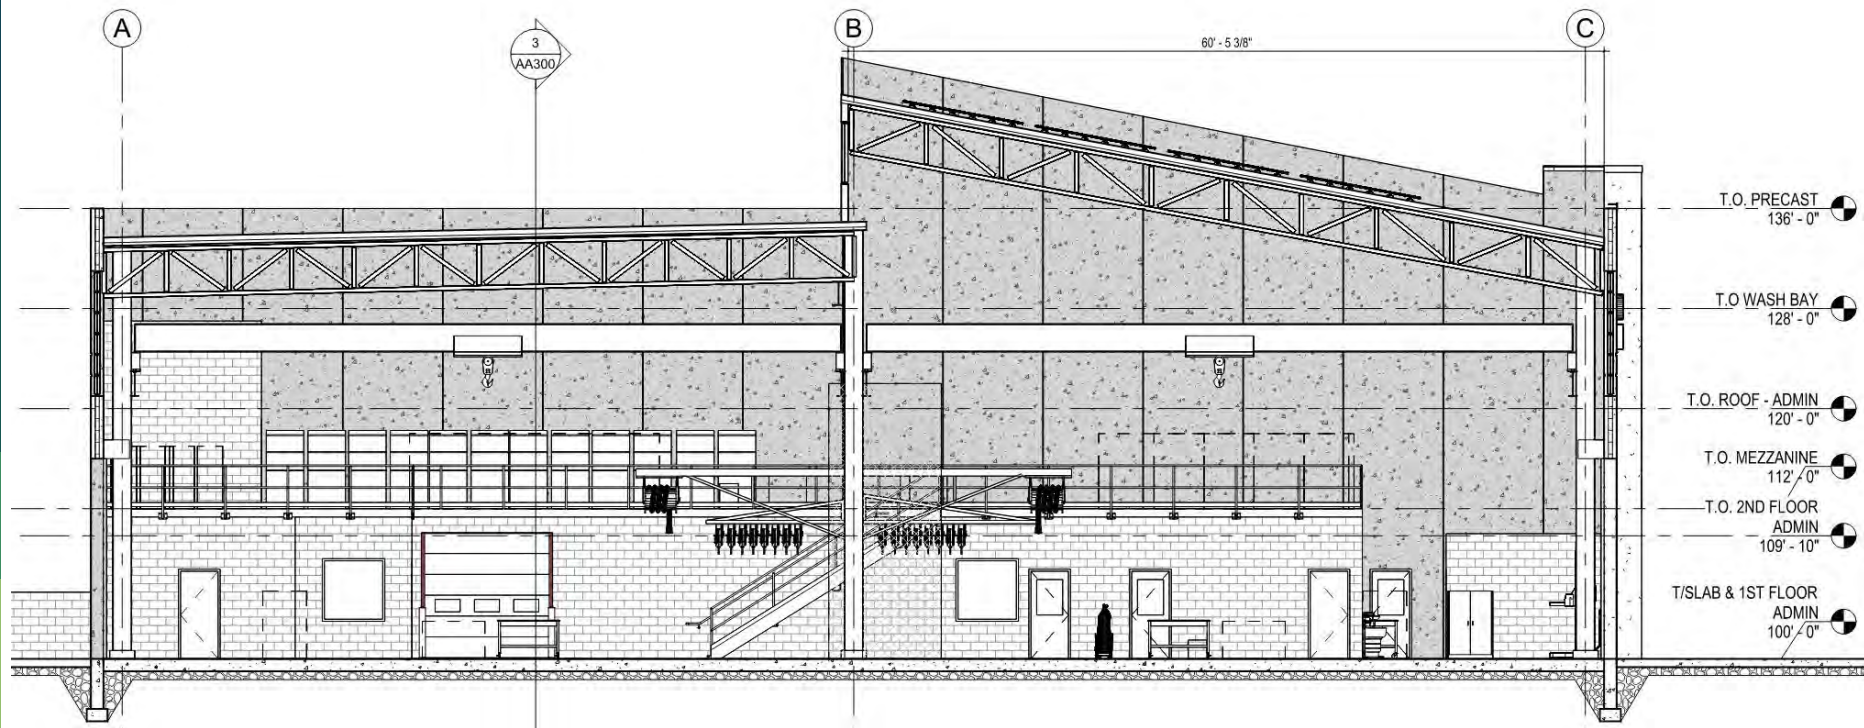 A
B
C
3
AA300
60' - 5 3/8"
T.O. PRECAST
136' - 0"
T.O WASH BAY
128' - 0"
T.O. ROOF - ADMIN
120' - 0"
T.O. MEZZANINE
112' - 0"
T.O. 2ND FLOOR
ADMIN
109' - 10"
T/SLAB & 1ST FLOOR
ADMIN
100' - 0"